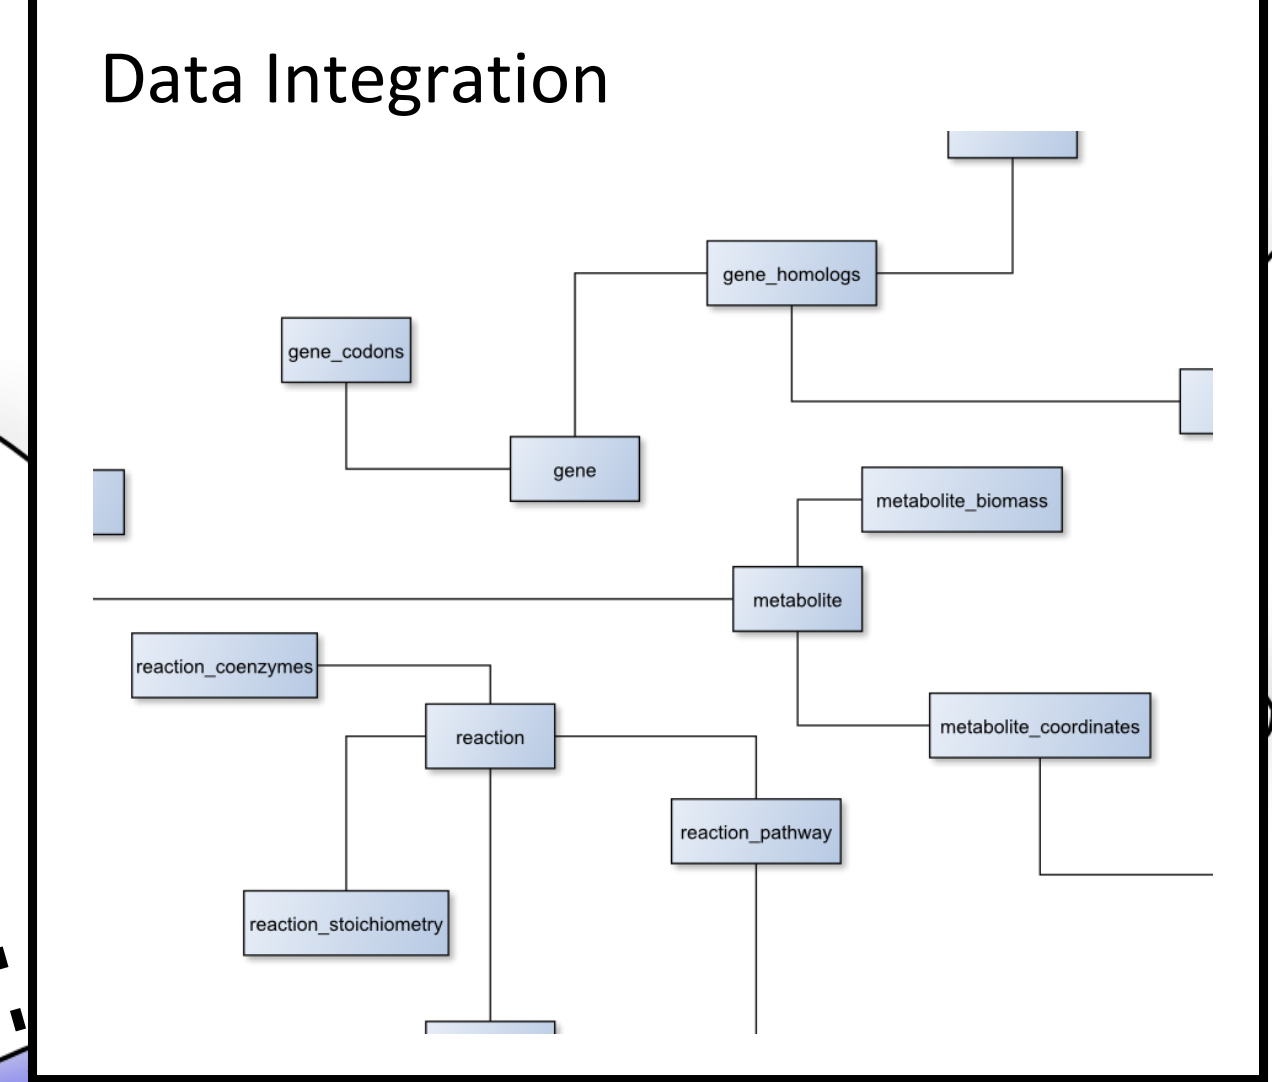 Data Integration
gene_homologs
gene_codons
gene
metabolite_biomass
metabolite
reaction_coenzymes
metabolite_coordinates
reaction
reaction_pathway
reaction_stoichiometry